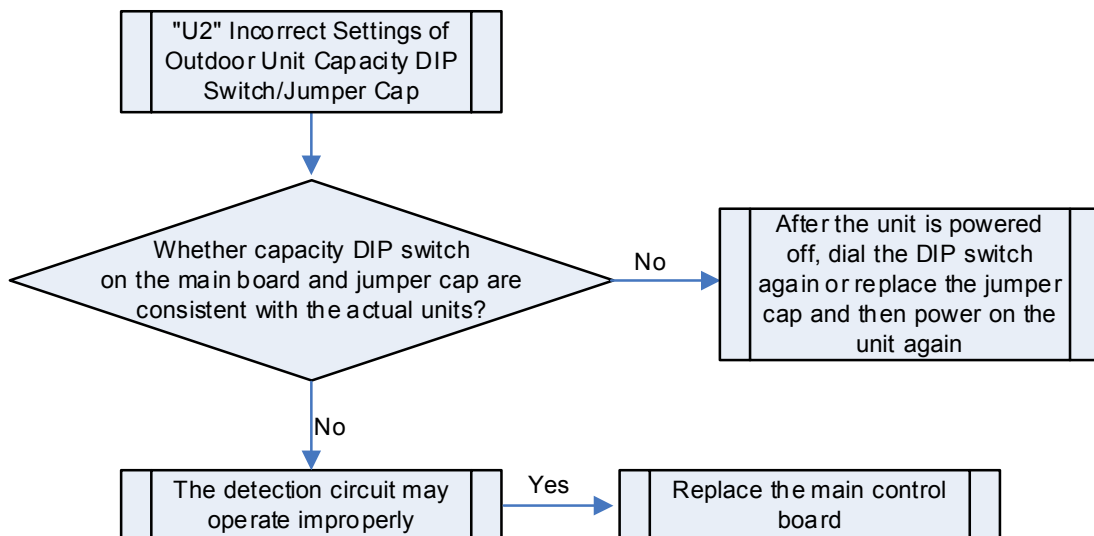 "U2" Incorrect Settings of
Outdoor Unit Capacity DIP
Switch/Jumper Cap
Whether capacity DIP switch
on the main board and jumper cap are
consistent with the actual units?
No
After the unit is powered
off, dial the DIP switch
again or replace the jumper
cap and then power on the
unit again
No
The detection circuit may
operate improperly
Yes
Replace the main control
board